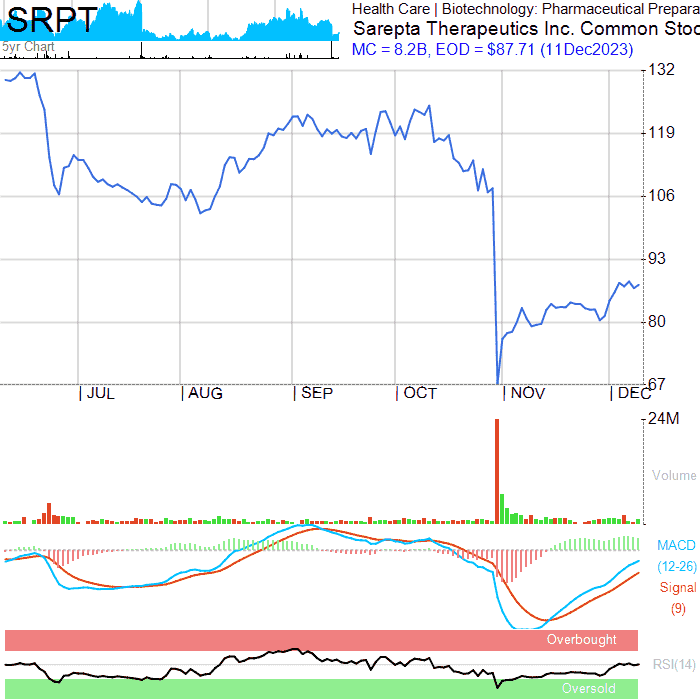 SRPT
5yr Chart
Health Care | Biotechnology: Pharmaceutical Prepara
Sarepta Therapeutics Inc. Common Stoc
MC = 8.2B, EOD = $87.71 (11Dec2023)
132
119
106
93
80
67
JUL AUG SEP OCT NOV DEC
24M
Volume
MACD
(12-26)
Signal
(9)
Overbought
RSI(14)
Oversold